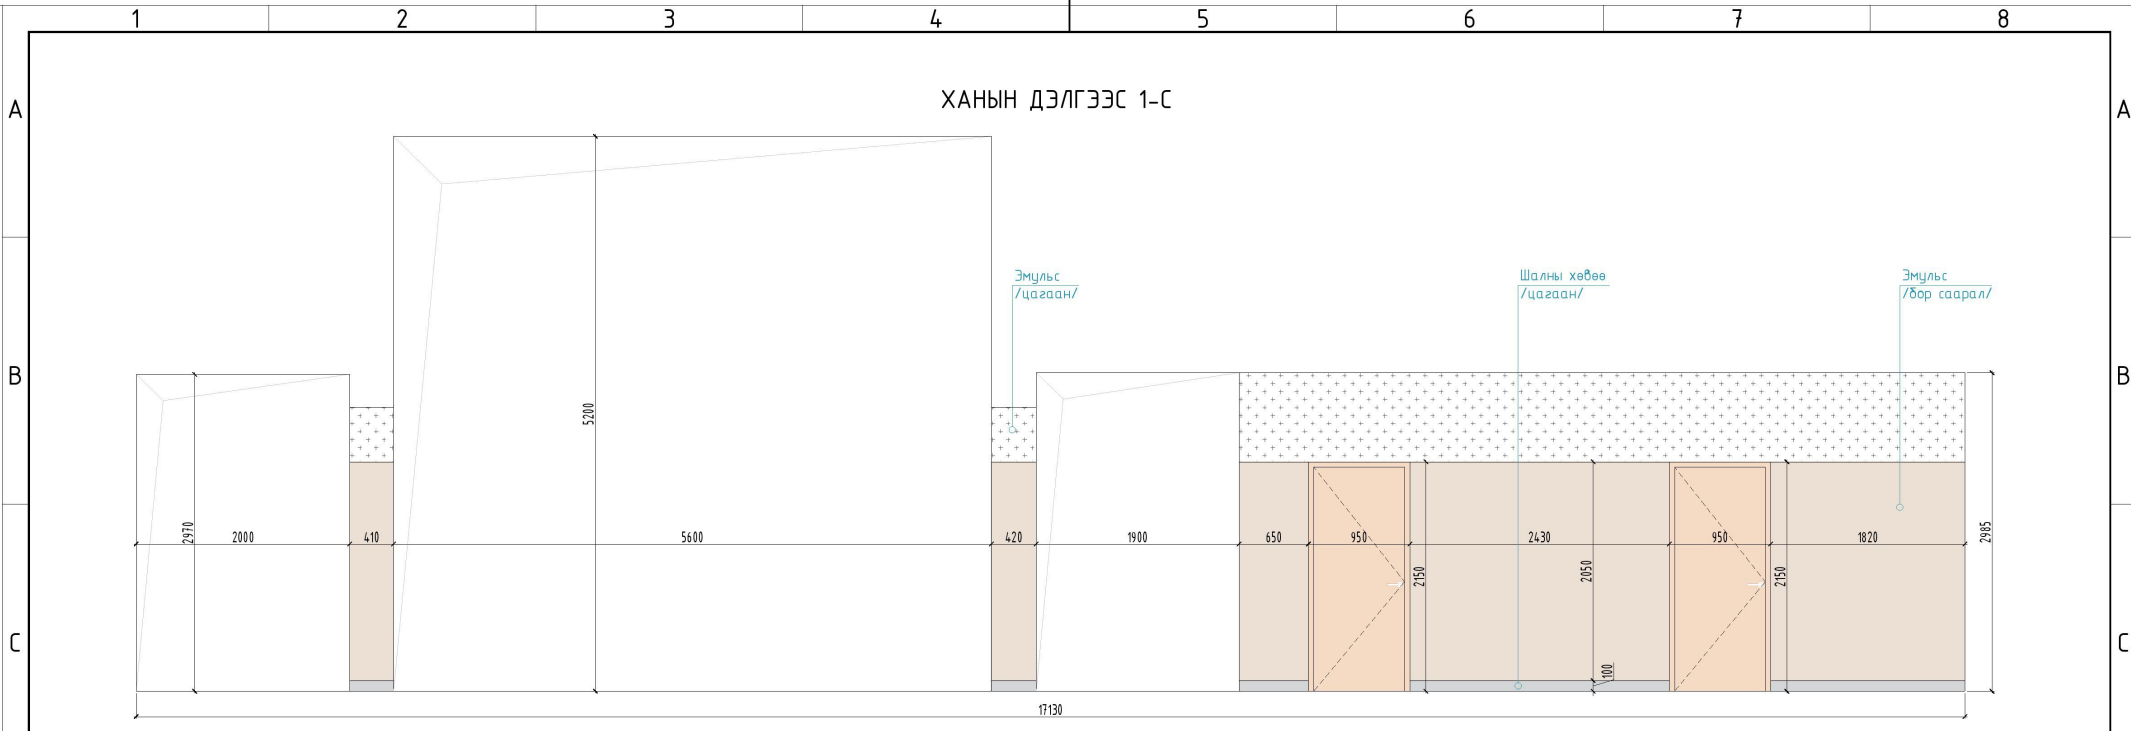 1 2 3 4 5 6 7 8
A A
ХАНЫН ДЭЛГЭЭС 1-С
Эмульс
/цагаан/
Шалны хөвөө
/цагаан/
Эмульс
/бор саарал/
B B
5200
2970 2000 410 5600 420 1900 650 950 2430 950 1820 2985
2150 2050 2150
100
C C
17130